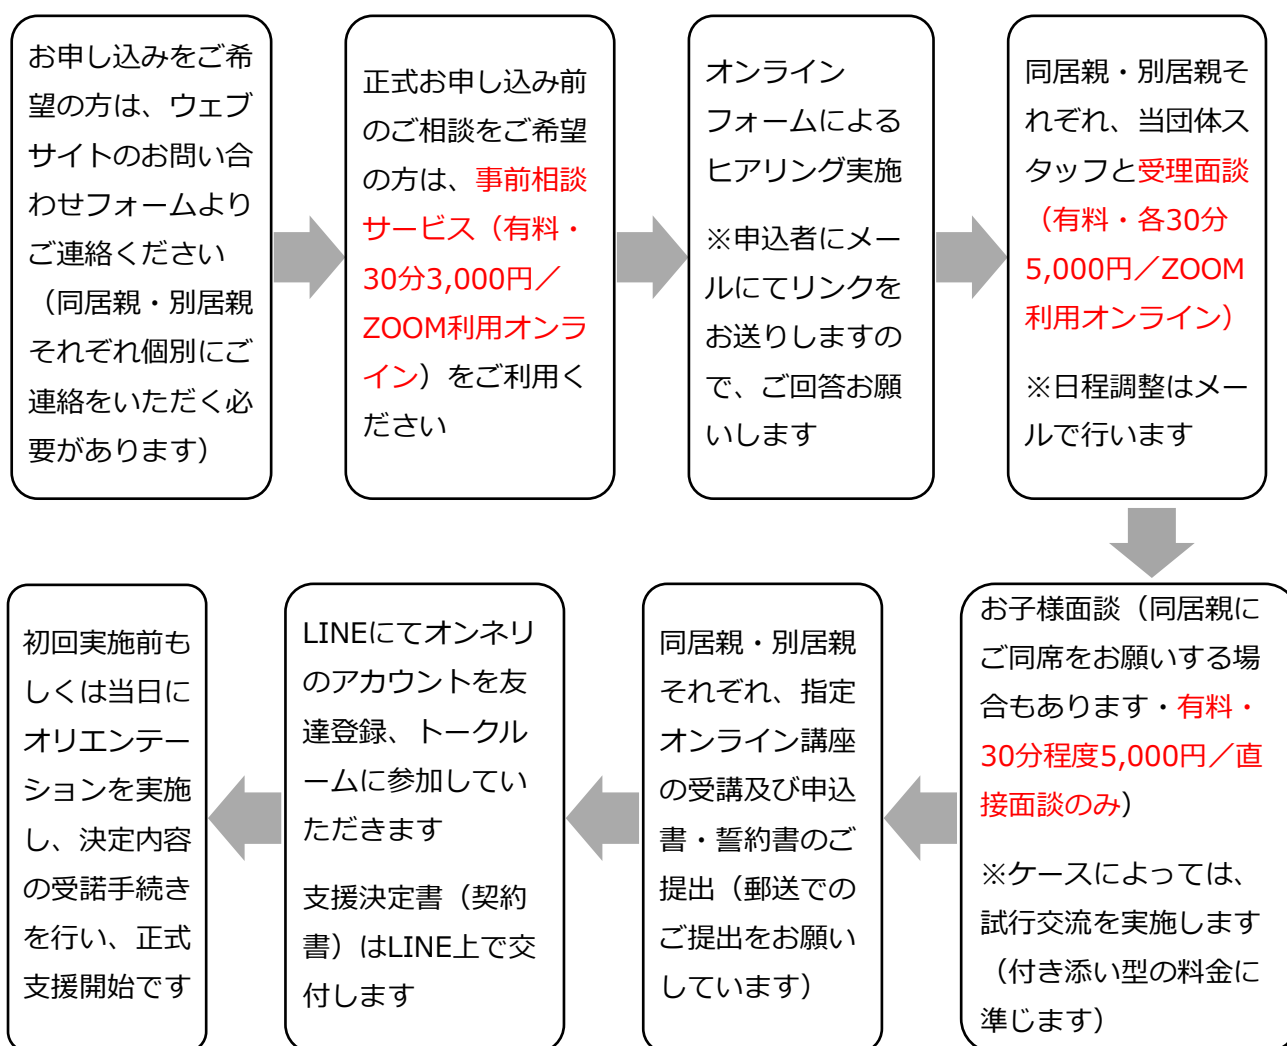 お申し込みをご希
望の方は、ウェブ
サイトのお問い合
わせフォームより
ご連絡ください
（同居親・別居親
それぞれ個別にご
連絡をいただく必
要があります）
正式お申し込み前
のご相談をご希望
の方は、事前相談
サービス（有料・
30分3,000円／
ZOOM利用オンラ
イン）をご利用く
ださい
オンライン
フォームによる
ヒアリング実施
※申込者にメー
ルにてリンクを
お送りしますの
で、ご回答お願
いします
同居親・別居親そ
れぞれ、当団体ス
タッフと受理面談
（有料・各30分
5,000円／ZOOM
利用オンライン）
※日程調整はメー
ルで行います
お子様面談（同居親に
ご同席をお願いする場
合もあります・有料・
30分程度5,000円／直
接面談のみ）
※ケースによっては、
試行交流を実施します
（付き添い型の料金に
準じます）
同居親・別居親
それぞれ、指定
オンライン講座
の受講及び申込
書・誓約書のご
提出（郵送での
ご提出をお願い
しています）
LINEにてオンネリ
のアカウントを友
達登録、トークル
ームに参加してい
ただきます
支援決定書（契約
書）はLINE上で交
付します
初回実施前も
しくは当日に
オリエンテー
ションを実施
し、決定内容
の受諾手続き
を行い、正式
支援開始です